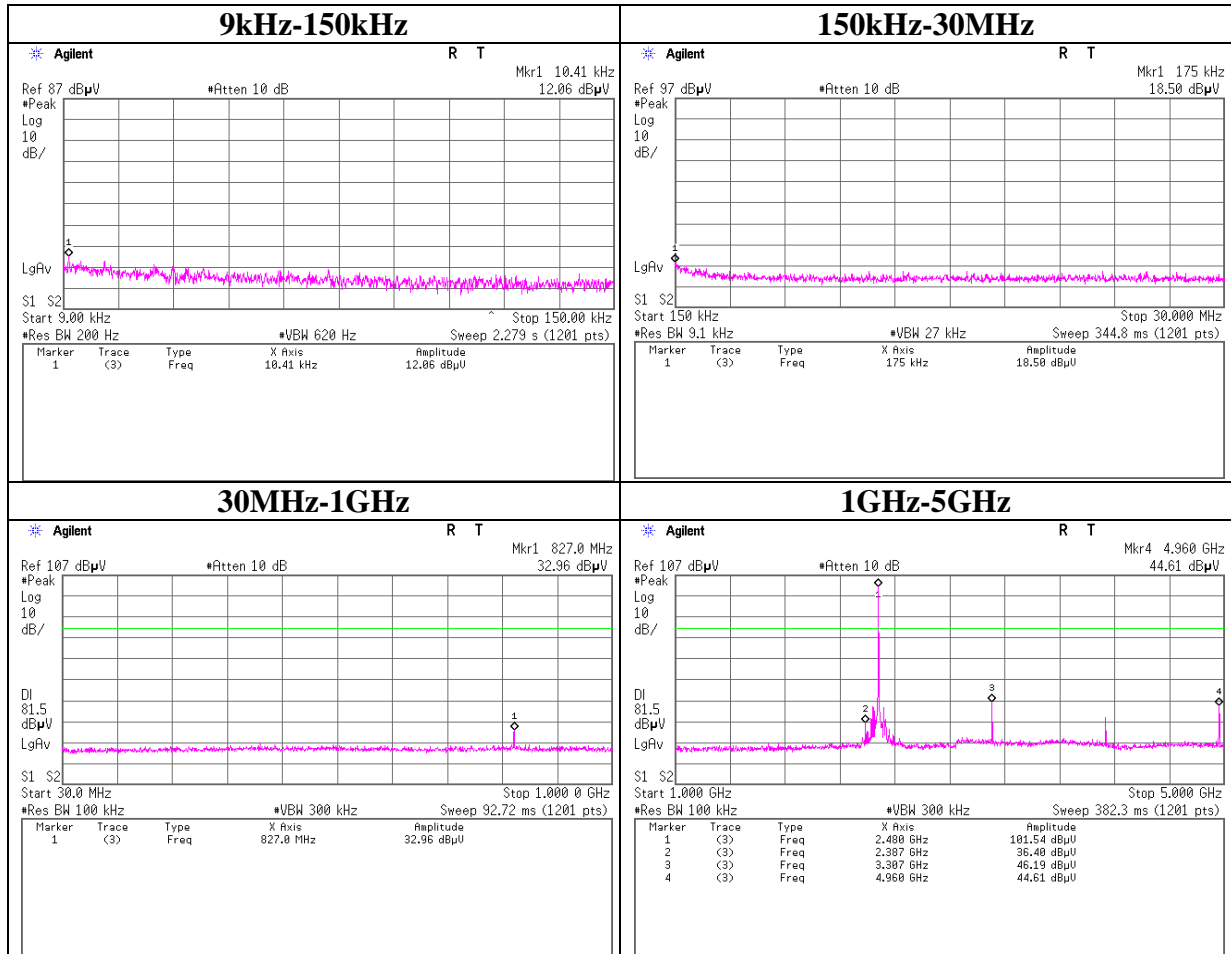 9kHz-150kHz
Agilent
R T
Mkr1 10.41 kHz
Ref 87 dBµV
#Atten 10 dB
12.06 dBµV
#Peak
Log
10
dB/
1
LgAv
S1 S2
Start 9.00 kHz
^
Stop 150.00 kHz
#Res BW 200 Hz
#VBW 620 Hz
Sweep 2.279 s (1201 pts)
Marker Trace Type X Axis Amplitude
1 (3) Freq 10.41 kHz 12.06 dBµV
150kHz-30MHz
Agilent
R T
Mkr1 175 kHz
Ref 97 dBµV
#Atten 10 dB
18.50 dBµV
#Peak
Log
10
dB/
1
LgAv
S1 S2
Start 150 kHz
Stop 30.000 MHz
#Res BW 9.1 kHz
#VBW 27 kHz
Sweep 344.8 ms (1201 pts)
Marker Trace Type X Axis Amplitude
1 (3) Freq 175 kHz 18.50 dBµV
30MHz-1GHz
Agilent
R T
Mkr1 827.0 MHz
Ref 107 dBµV
#Atten 10 dB
32.96 dBµV
#Peak
Log
10
dB/
DI
81.5
dBµV
1
LgAv
S1 S2
Start 30.0 MHz
Stop 1.000 0 GHz
#Res BW 100 kHz
#VBW 300 kHz
Sweep 92.72 ms (1201 pts)
Marker Trace Type X Axis Amplitude
1 (3) Freq 827.0 MHz 32.96 dBµV
1GHz-5GHz
Agilent
R T
Mkr4 4.960 GHz
Ref 107 dBµV
#Atten 10 dB
44.61 dBµV
#Peak
Log
10
dB/
1
DI
81.5
dBµV
2
3
4
LgAv
S1 S2
Start 1.000 GHz
Stop 5.000 GHz
#Res BW 100 kHz
#VBW 300 kHz
Sweep 382.3 ms (1201 pts)
Marker Trace Type X Axis Amplitude
1 (3) Freq 2.480 GHz 101.54 dBµV
2 (3) Freq 2.387 GHz 36.40 dBµV
3 (3) Freq 3.307 GHz 46.19 dBµV
4 (3) Freq 4.960 GHz 44.61 dBµV